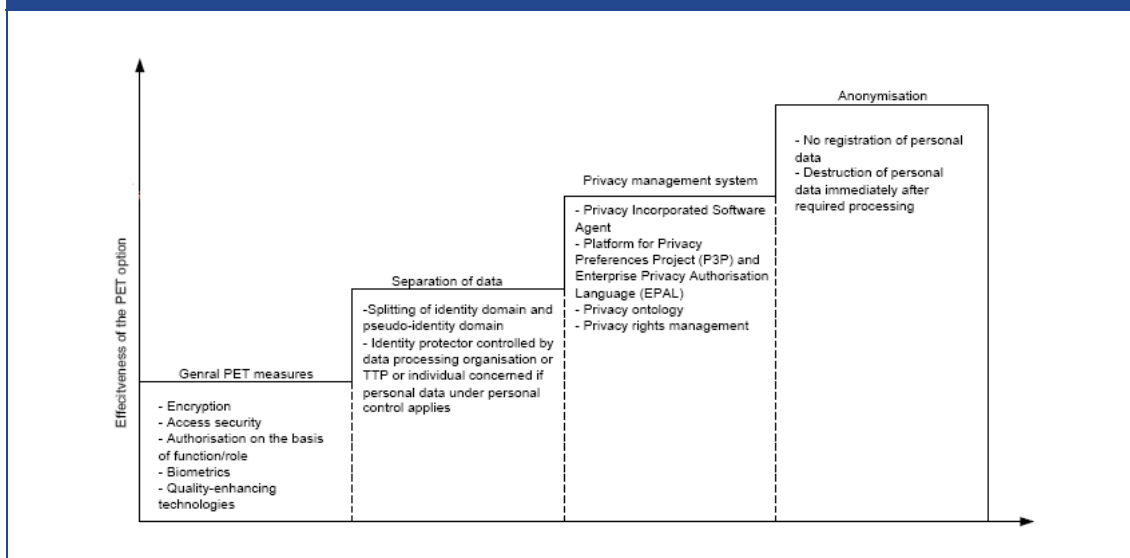 Anonymisation
- No registration of personal
data
- Destruction of personal
data immediately after
required processing
Privacy management system
- Privacy Incorporated Software
Agent
- Platform for Privacy
Preferences Project (P3P) and
Enterprise Privacy Authorisation
Language (EPAL)
- Privacy ontology
- Privacy rights management
Separation of data
-Splitting of identity domain and
pseudo-identity domain
- Identity protector controlled by
data processing organisation or
TTP or individual concerned if
personal data under personal
control applies
Genral PET measures
- Encryption
- Access security
- Authorisation on the basis
of function/role
- Biometrics
- Quality-enhancing
technologies
Effecitveness of the PET option